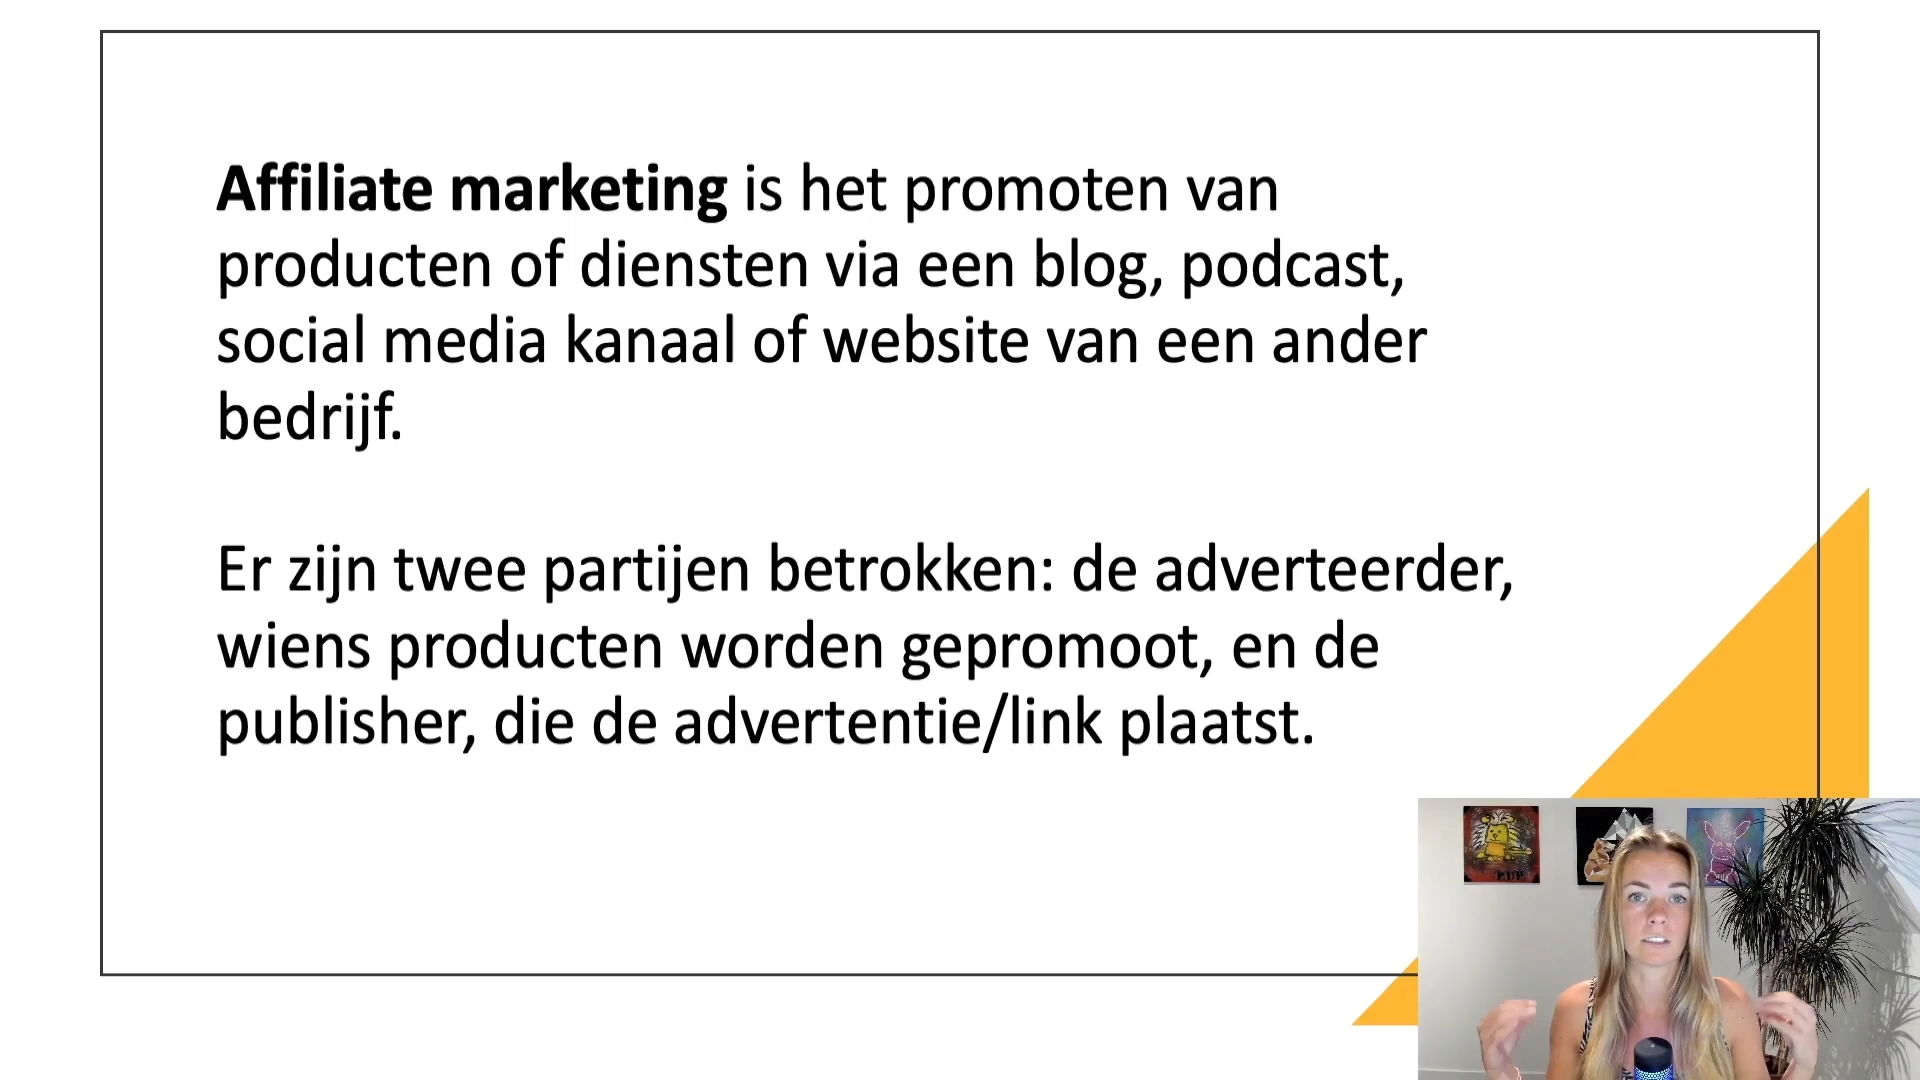 Affiliate marketing is het promoten van
producten of diensten via een blog, podcast,
social media kanaal of website van een ander
bedrijf.
Er zijn twee partijen betrokken: de adverteerder,
wiens producten worden gepromoot, en de
publisher, die de advertentie/link plaatst.